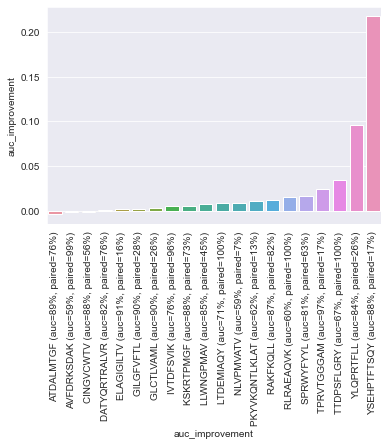 auc_improvement
0.20
0.15
0.10
0.05
0.00
ATDALMTGF (auc=89%, paired=76%)
AVFDRKSDAK (auc=59%, paired=99%)
CINGVCWTV (auc=88%, paired=56%)
DATYQRTRALVR (auc=82%, paired=76%)
ELAGIGILTV (auc=91%, paired=16%)
GILGFVFTL (auc=90%, paired=28%)
GLCTLVAML (auc=90%, paired=26%)
IVTDFSVIK (auc=76%, paired=96%)
KSKRTPMGF (auc=88%, paired=73%)
LLWNGPMAV (auc=85%, paired=45%)
LTDEMIAQY (auc=71%, paired=100%)
NLVPMVATV (auc=59%, paired=7%)
PKYVKQNTLKLAT (auc=62%, paired=13%)
RAKFKQLL (auc=87%, paired=82%)
RLRAEAQVK (auc=60%, paired=100%)
SPRWYFYYL (auc=81%, paired=63%)
TPRVTGGGAM (auc=97%, paired=17%)
TTDPSFLGRY (auc=67%, paired=100%)
YLQPRTFLL (auc=84%, paired=26%)
YSEHPTFTSQY (auc=88%, paired=17%)
auc_improvement